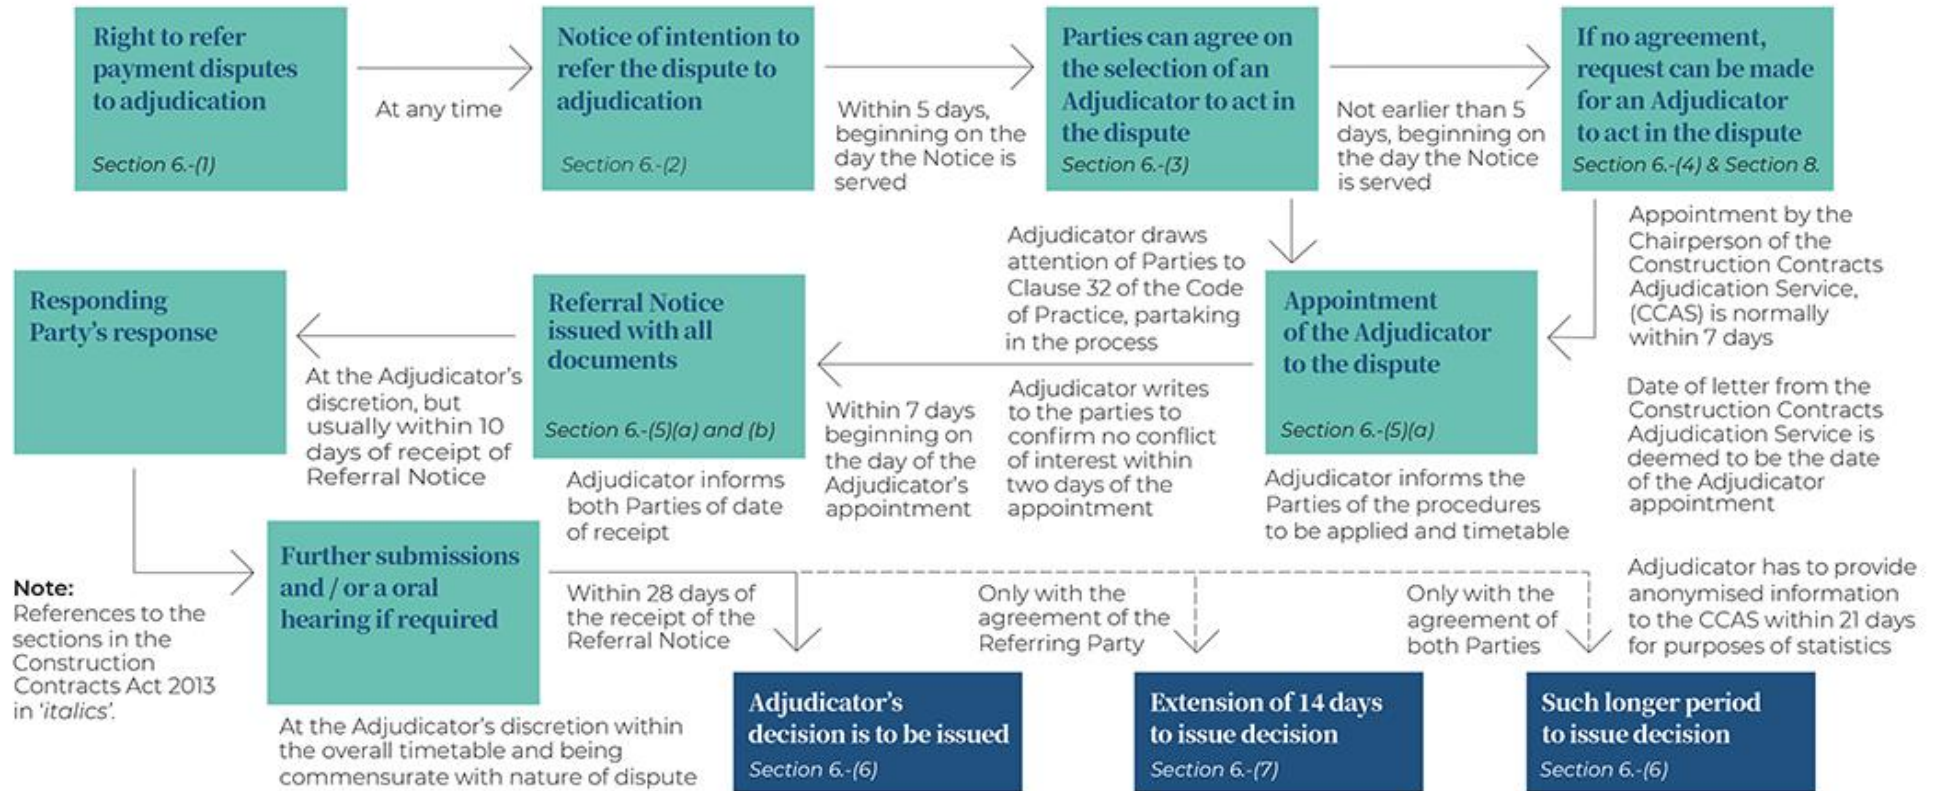 Right to refer
payment disputes
to adjudication
Section 6.-(1)
At any time
Notice of intention to
refer the dispute to
adjudication
Section 6.-(2)
Within 5 days,
beginning on the
day the Notice is
served
Parties can agree on
the selection of an
Adjudicator to act in
the dispute
Section 6.-(3)
Not earlier than 5
days, beginning on
the day the Notice
is served
If no agreement,
request can be made
for an Adjudicator
to act in the dispute
Section 6.-(4) & Section 8.
Appointment by the
Chairperson of the
Construction Contracts
Adjudication Service,
(CCAS) is normally
within 7 days
Date of letter from the
Construction Contracts
Adjudication Service is
deemed to be the date
of the Adjudicator
appointment
Appointment
of the Adjudicator
to the dispute
Section 6.-(5)(a)
Adjudicator informs the
Parties of the procedures
to be applied and timetable
Adjudicator draws
attention of Parties to
Clause 32 of the Code
of Practice, partaking
in the process
Adjudicator writes
to the parties to
confirm no conflict
of interest within
two days of the
appointment
Within 7 days
beginning on
the day of the
Adjudicator's
appointment
Referral Notice
issued with all
documents
Section 6.-(5)(a) and (b)
Adjudicator informs
both Parties of date
of receipt
At the Adjudicator's
discretion, but
usually within 10
days of receipt of
Referral Notice
Responding
Party's response
Further submissions
and / or a oral
hearing if required
At the Adjudicator's discretion within
the overall timetable and being
commensurate with nature of dispute
Within 28 days of
the receipt of the
Referral Notice
Adjudicator's
decision is to be issued
Section 6.-(6)
Only with the
agreement of the
Referring Party
Extension of 14 days
to issue decision
Section 6.-(7)
Only with the
agreement of
both Parties
Such longer period
to issue decision
Section 6.-(6)
Adjudicator has to provide
anonymised information
to the CCAS within 21 days
for purposes of statistics
Note:
References to the
sections in the
Construction
Contracts Act 2013
in 'italics'.